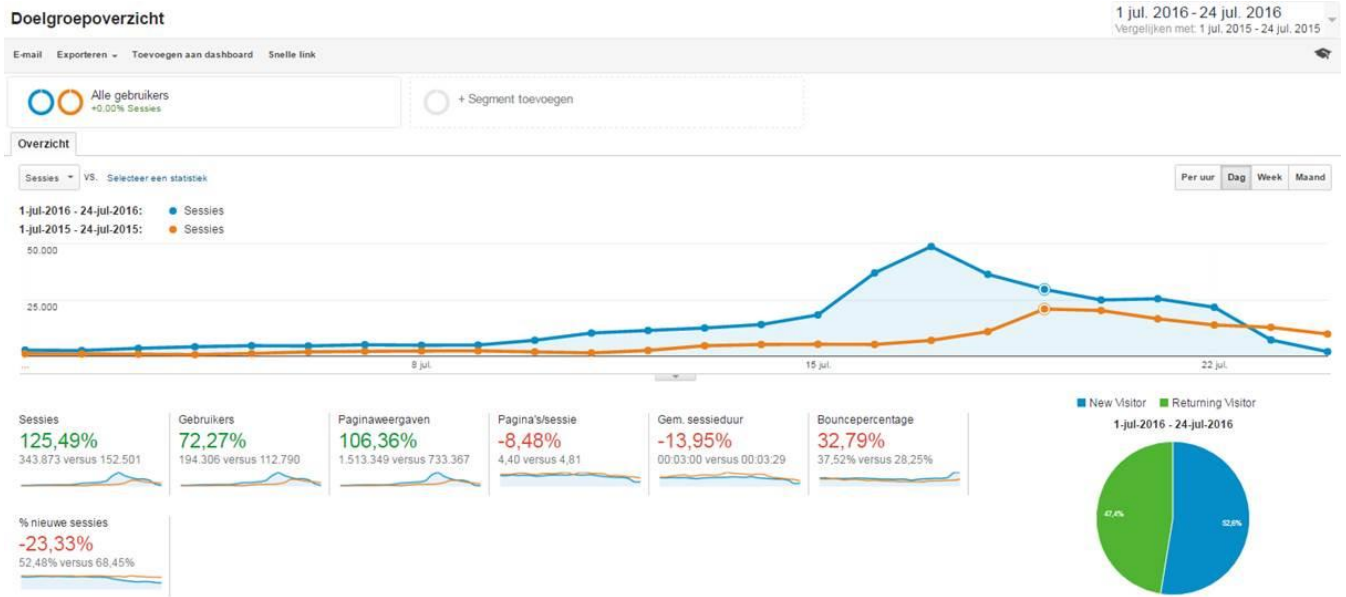 Doelgroepoverzicht
1 jul. 2016 - 24 jul. 2016
Vergelijken met: 1 jul. 2015 - 24 jul. 2015
E-mail Exporteren Toevoegen aan dashboard Snelle link
Alle gebruikers
+0,00% Sessies
+ Segment toevoegen
Overzicht
Sessies VS. Selecteer een statistiek
Per uur Dag Week Maand
1-jul-2016 - 24-jul-2016: Sessies
1-jul-2015 - 24-jul-2015: Sessies
50.000
25.000
... 8 jul. 15 jul. 22 jul.
New Visitor Returning Visitor
1-jul-2016 - 24-jul-2016
47,4%
52,6%
Sessies
125,49%
343.873 versus 152.501
Gebruikers
72,27%
194.306 versus 112.790
Paginaweergaven
106,36%
1.513.349 versus 733.367
Pagina's/sessie
-8,48%
4,40 versus 4,81
Gem. sessieduur
-13,95%
00:03:00 versus 00:03:29
Bouncepercentage
32,79%
37,52% versus 28,25%
% nieuwe sessies
-23,33%
52,48% versus 68,45%